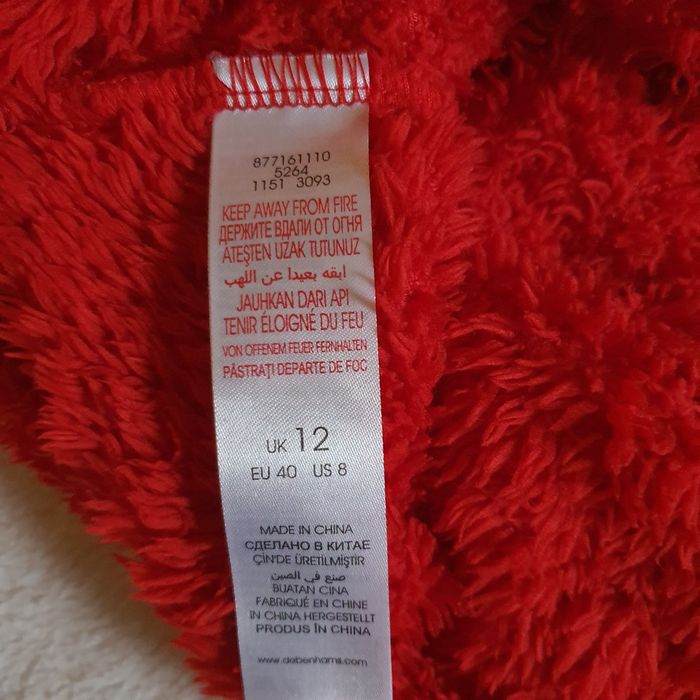 877161110
5264
1151 3093
KEEP AWAY FROM FIRE
ДЕРЖИТЕ ВДАЛИ ОТ ОГНЯ
ATEŞTEN UZAK TUTUNUZ
ابقه بعيدا عن اللهب
JAUHKAN DARI API
TENIR ÉLOIGNÉ DU FEU
VON OFFENEM FEUER FERNHALTEN
PĂSTRAŢI DEPARTE DE FOC
UK 12
EU 40 US 8
MADE IN CHINA
СДЕЛАНО В КИТАЕ
ÇİN'DE ÜRETİLMİŞTİR
صنع في الصين
BUATAN CINA
FABRIQUÉ EN CHINE
IN CHINA HERGESTELLT
PRODUS ÎN CHINA
www.debenhams.com